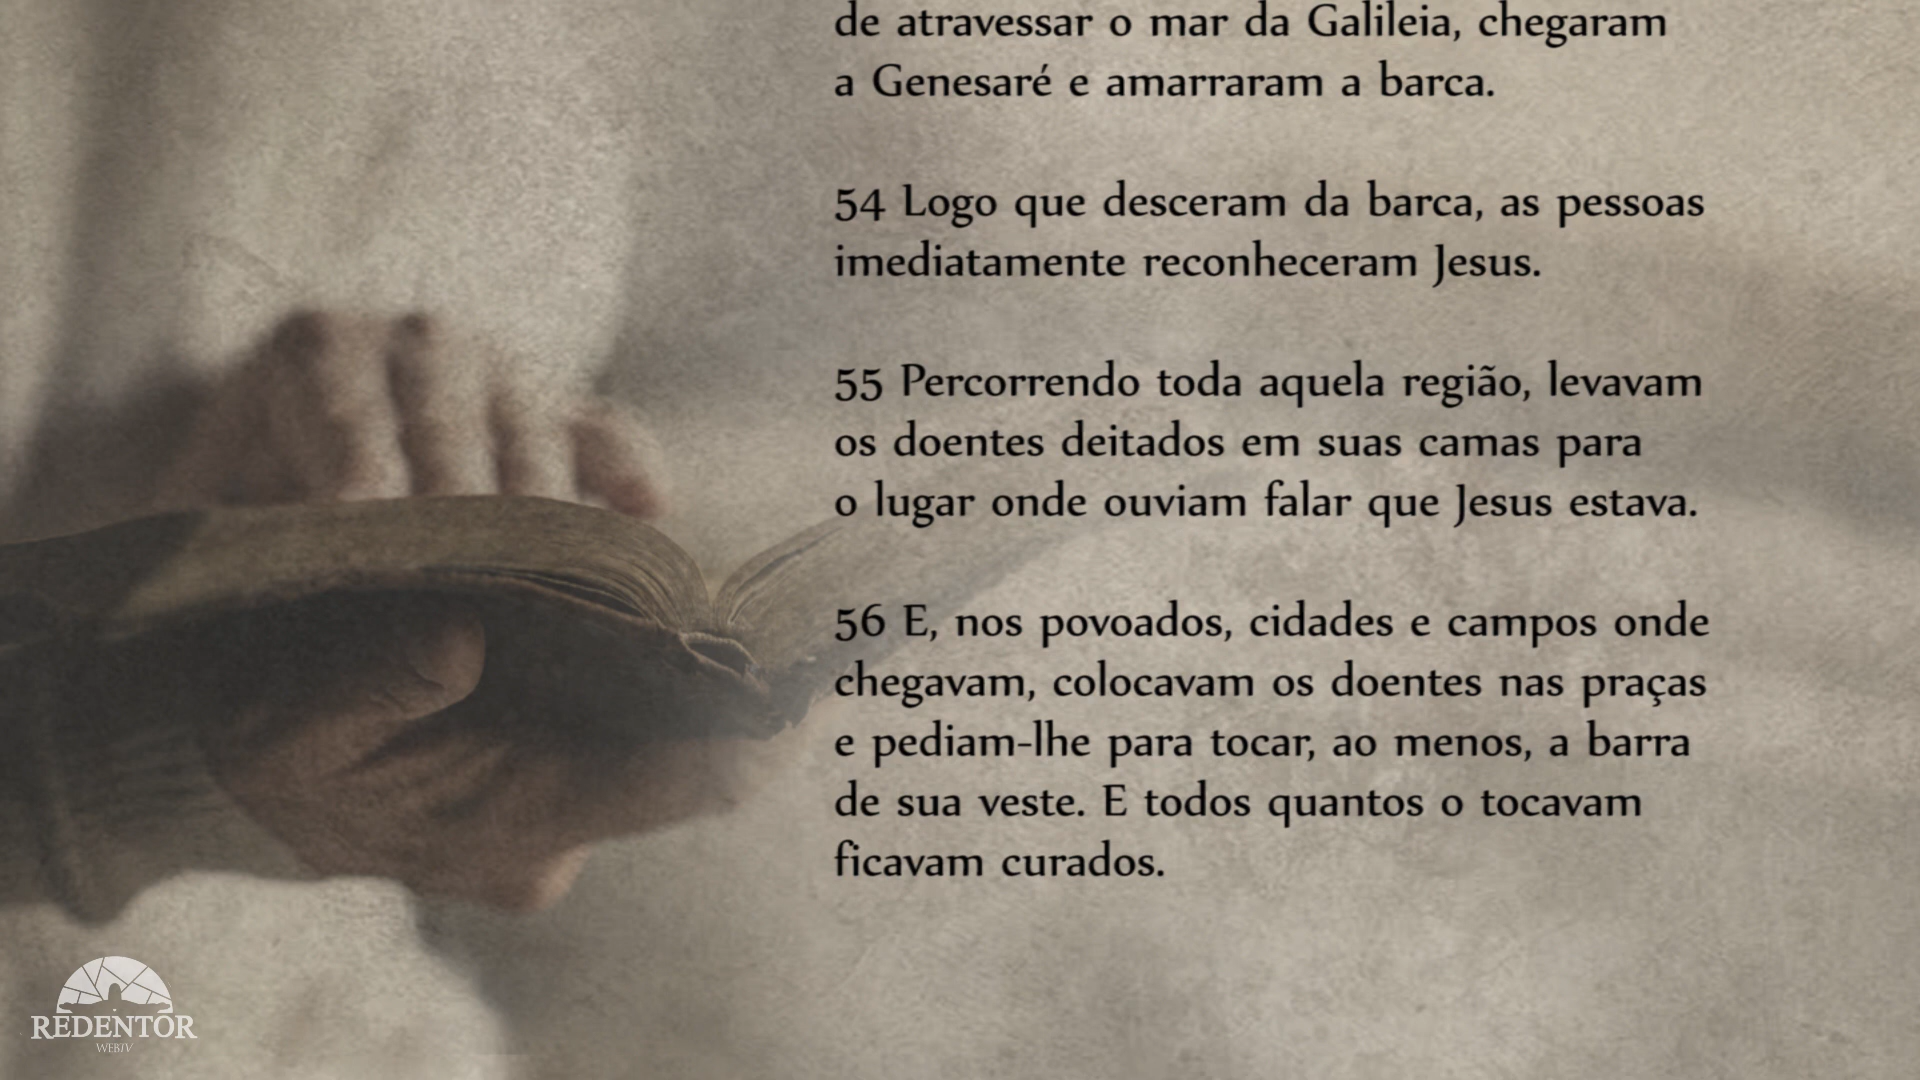 de atravessar o mar da Galileia, chegaram
a Genesaré e amarraram a barca.
54 Logo que desceram da barca, as pessoas
imediatamente reconheceram Jesus.
55 Percorrendo toda aquela região, levavam
os doentes deitados em suas camas para
o lugar onde ouviam falar que Jesus estava.
56 E, nos povoados, cidades e campos onde
chegavam, colocavam os doentes nas praças
e pediam-lhe para tocar, ao menos, a barra
de sua veste. E todos quantos o tocavam
ficavam curados.
REDENTOR
WEBTV